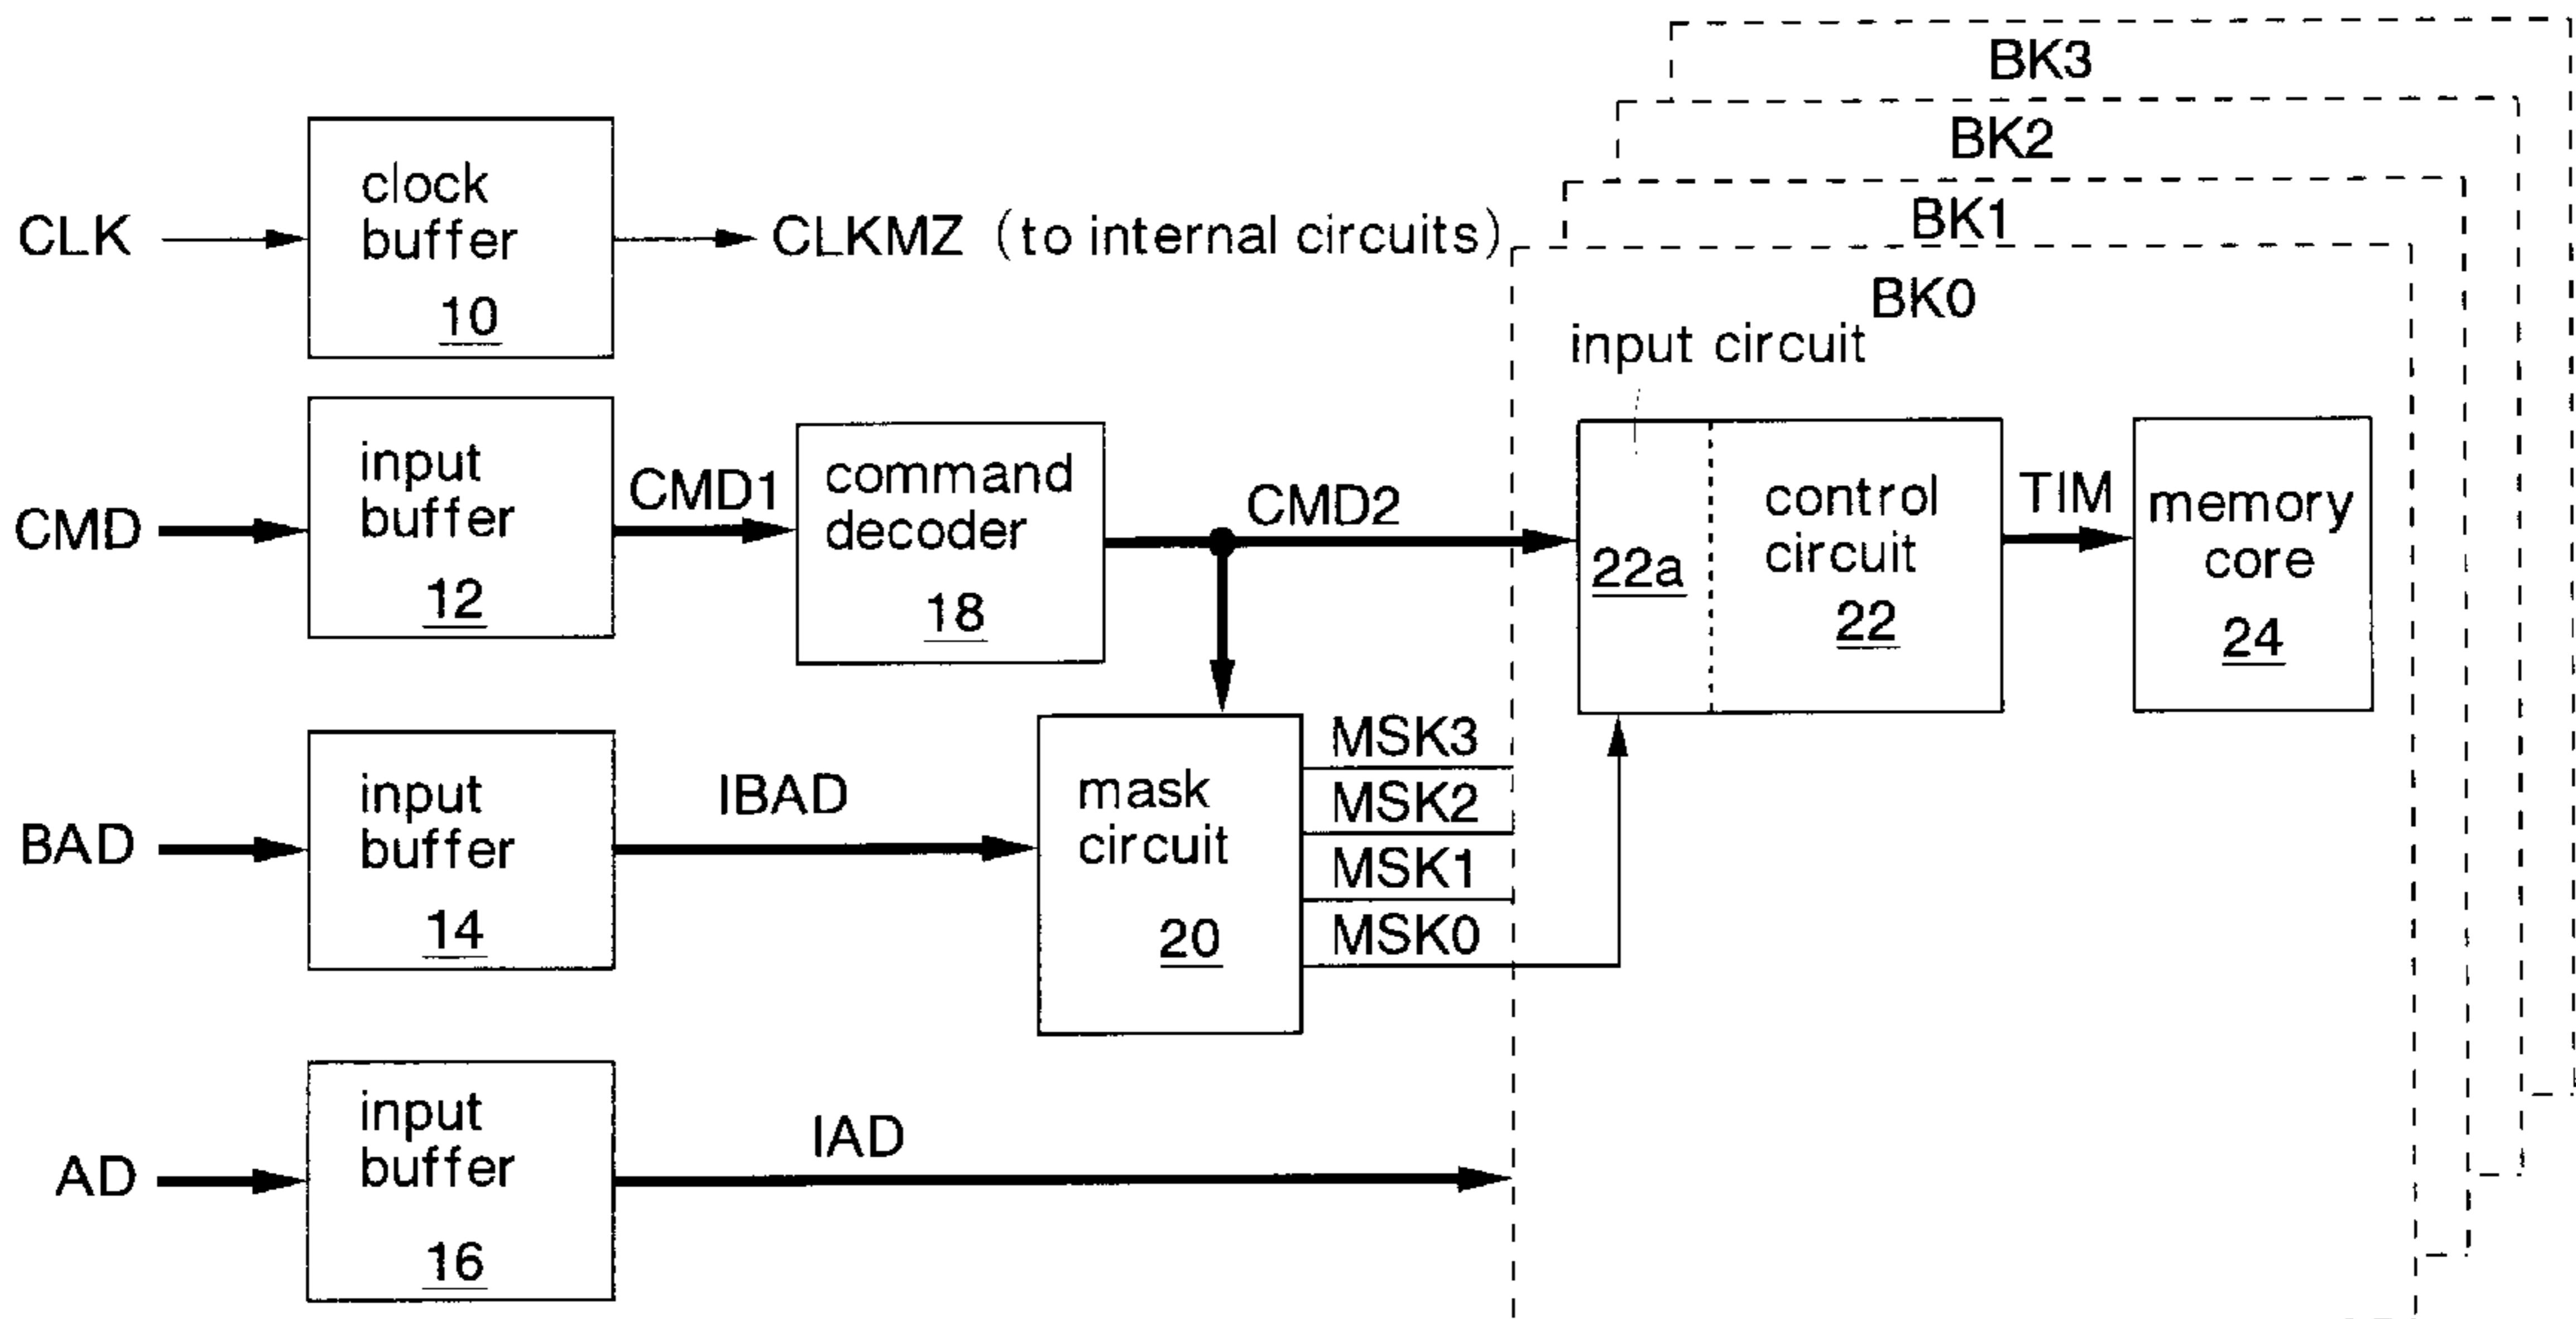 BK3
BK2
BK1
BK0
CLK
clock
buffer
10
CLKMZ (to internal circuits)
input circuit
CMD
input
buffer
12
CMD1
command
decoder
18
CMD2
22a
control
circuit
22
TIM
memory
core
24
BAD
input
buffer
14
IBAD
mask
circuit
20
MSK3
MSK2
MSK1
MSK0
AD
input
buffer
16
IAD